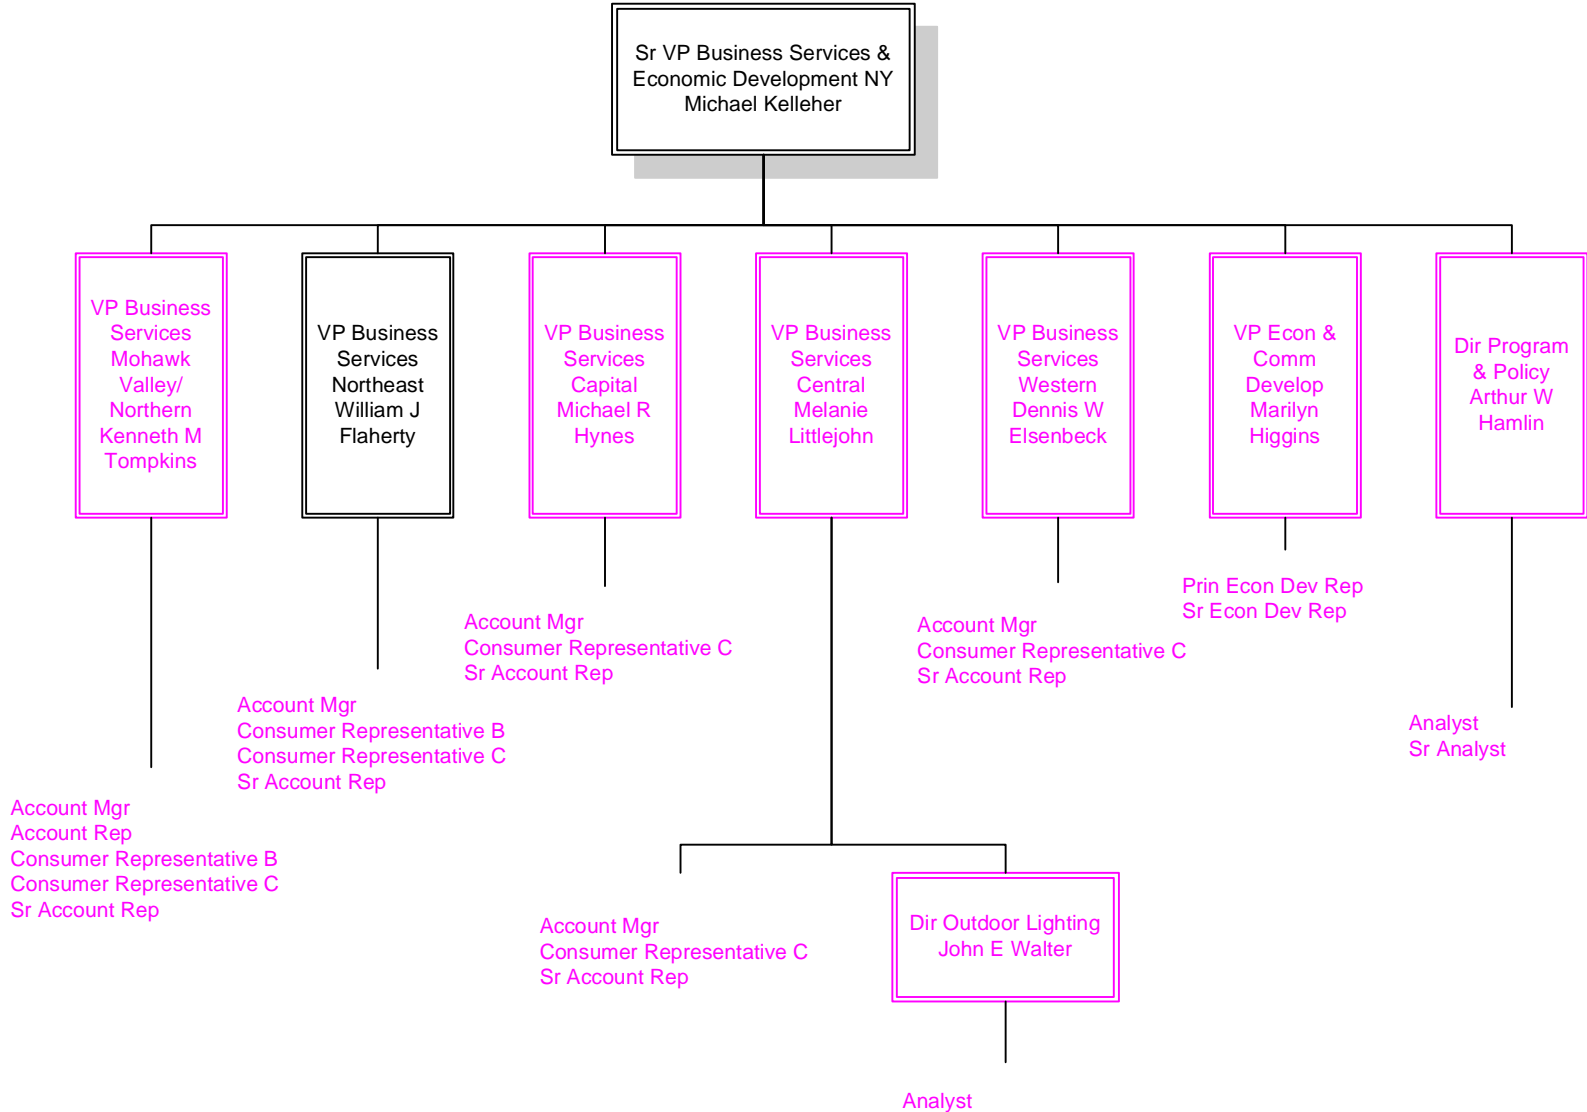 Sr VP Business Services &
Economic Development NY
Michael Kelleher
VP Business
Services
Mohawk
Valley/
Northern
Kenneth M
Tompkins
VP Business
Services
Northeast
William J
Flaherty
VP Business
Services
Capital
Michael R
Hynes
VP Business
Services
Central
Melanie
Littlejohn
VP Business
Services
Western
Dennis W
Elsenbeck
VP Econ &
Comm
Develop
Marilyn
Higgins
Dir Program
& Policy
Arthur W
Hamlin
Account Mgr
Account Rep
Consumer Representative B
Consumer Representative C
Sr Account Rep
Account Mgr
Consumer Representative B
Consumer Representative C
Sr Account Rep
Account Mgr
Consumer Representative C
Sr Account Rep
Account Mgr
Consumer Representative C
Sr Account Rep
Dir Outdoor Lighting
John E Walter
Analyst
Account Mgr
Consumer Representative C
Sr Account Rep
Prin Econ Dev Rep
Sr Econ Dev Rep
Analyst
Sr Analyst